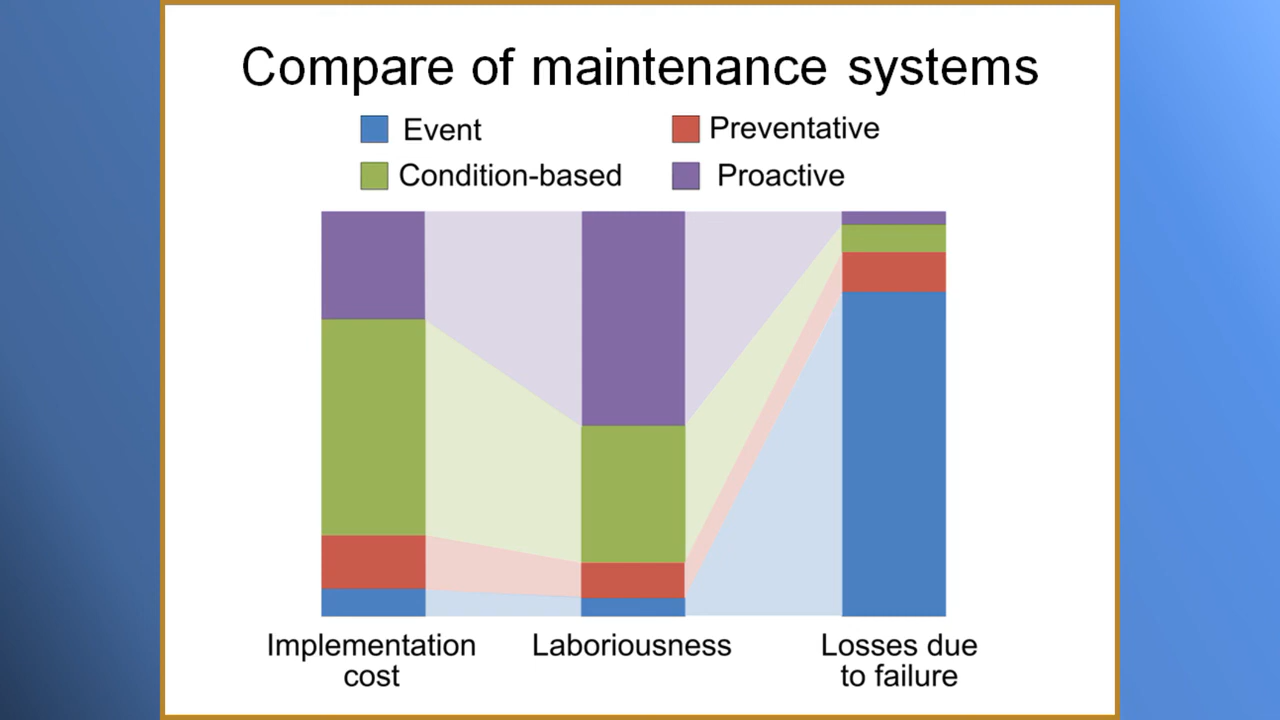 Compare of maintenance systems
Event
Preventative
Condition-based
Proactive
Implementation
cost
Laboriousness
Losses due
to failure